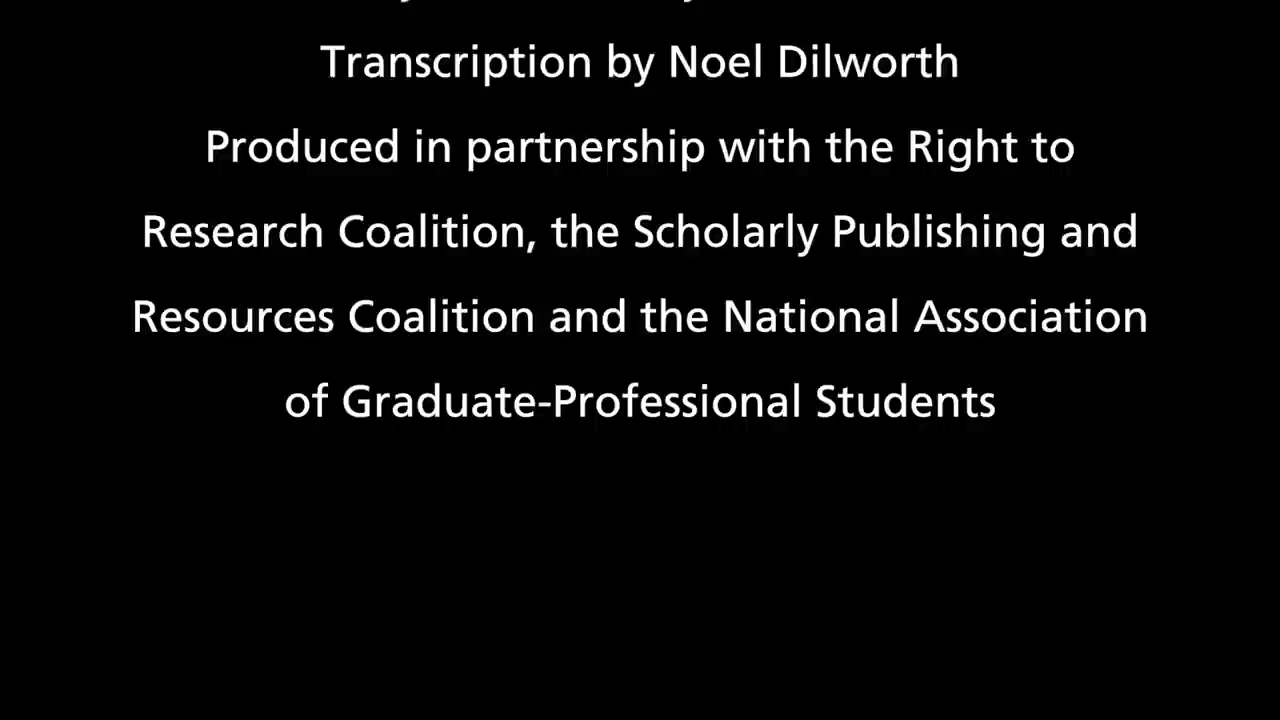 Transcription by Noel Dilworth
Produced in partnership with the Right to
Research Coalition, the Scholarly Publishing and
Resources Coalition and the National Association
of Graduate-Professional Students